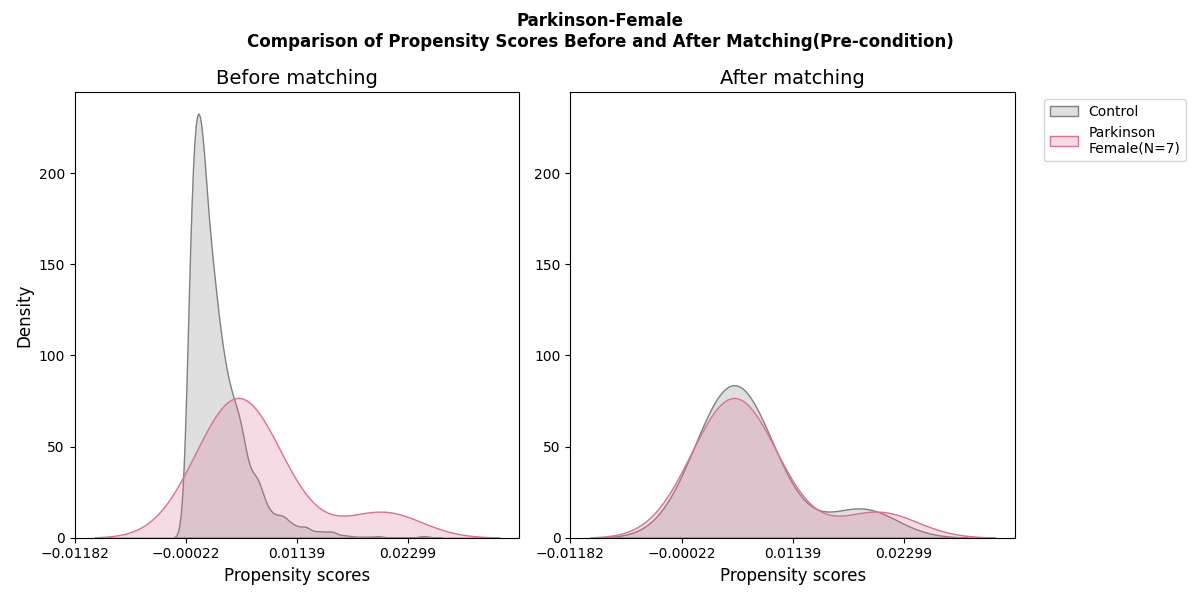 Parkinson-Female
Comparison of Propensity Scores Before and After Matching(Pre-condition)
Before matching
After matching
Density
200
150
100
50
0
−0.01182
−0.00022
0.01139
0.02299
Propensity scores
200
150
100
50
0
−0.01182
−0.00022
0.01139
0.02299
Propensity scores
Control
Parkinson
Female(N=7)